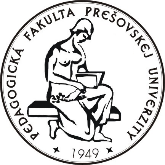 PEDAGOGICKÁ FAKULTA PREŠOVSKEJ UNIVERZITY
• 1949 •